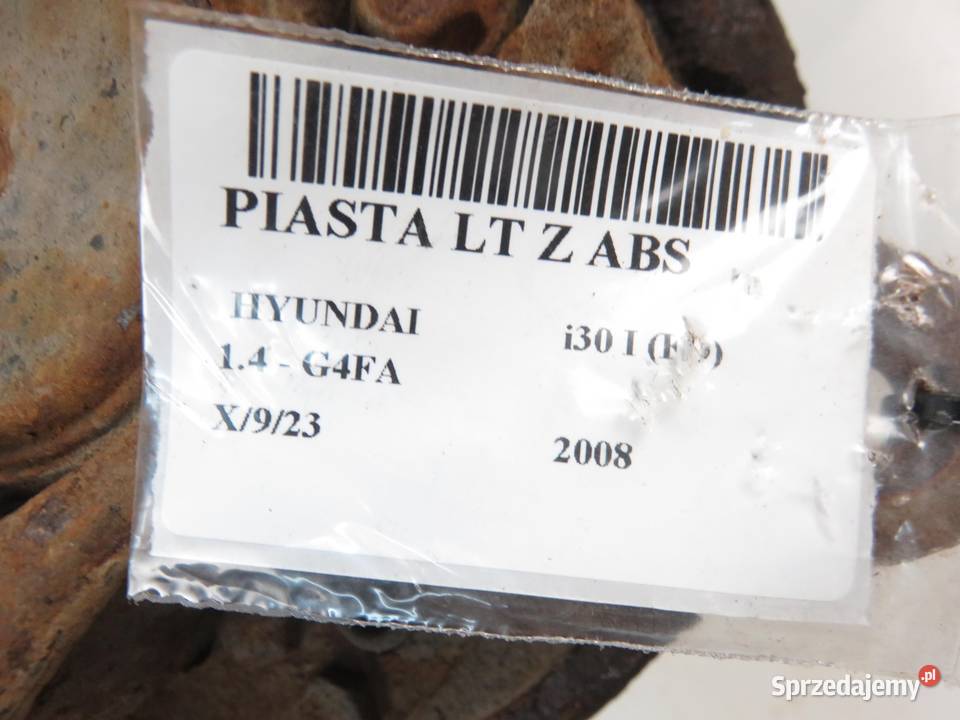 PIASTA LT Z ABS
HYUNDAI
i30 I
1.4 - G4FA
X/9/23
2008
Sprzedajemy.pl